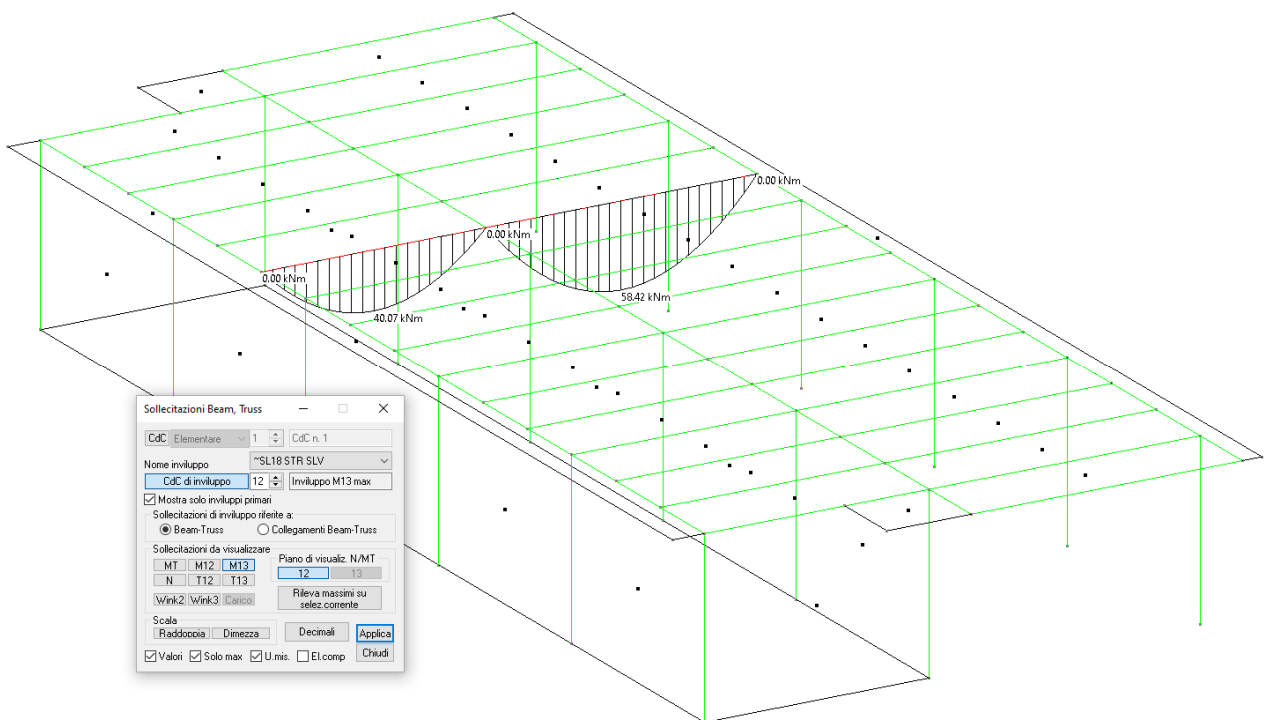 0.00 kNm
0.00 kNm
0.00 kNm
58.42 kNm
40.07 kNm
Sollecitazioni Beam, Truss
CdC Elementare 1 CdC n. 1
Nome inviluppo ~SL18 STR SLV
CdC di inviluppo 12 Inviluppo M13 max
Mostra solo inviluppi primari
Sollecitazioni di inviluppo riferite a:
Beam-Truss Collegamenti Beam-Truss
Sollecitazioni da visualizzare
Piano di visualiz. N/MT
MT M12 M13
12 13
N T12 T13
Rileva massimi su
selez.corrente
Wink2 Wink3 Carico
Scala
Raddoppia Dimezza Decimali Applica
Valori Solo max U.mis. El.comp Chiudi